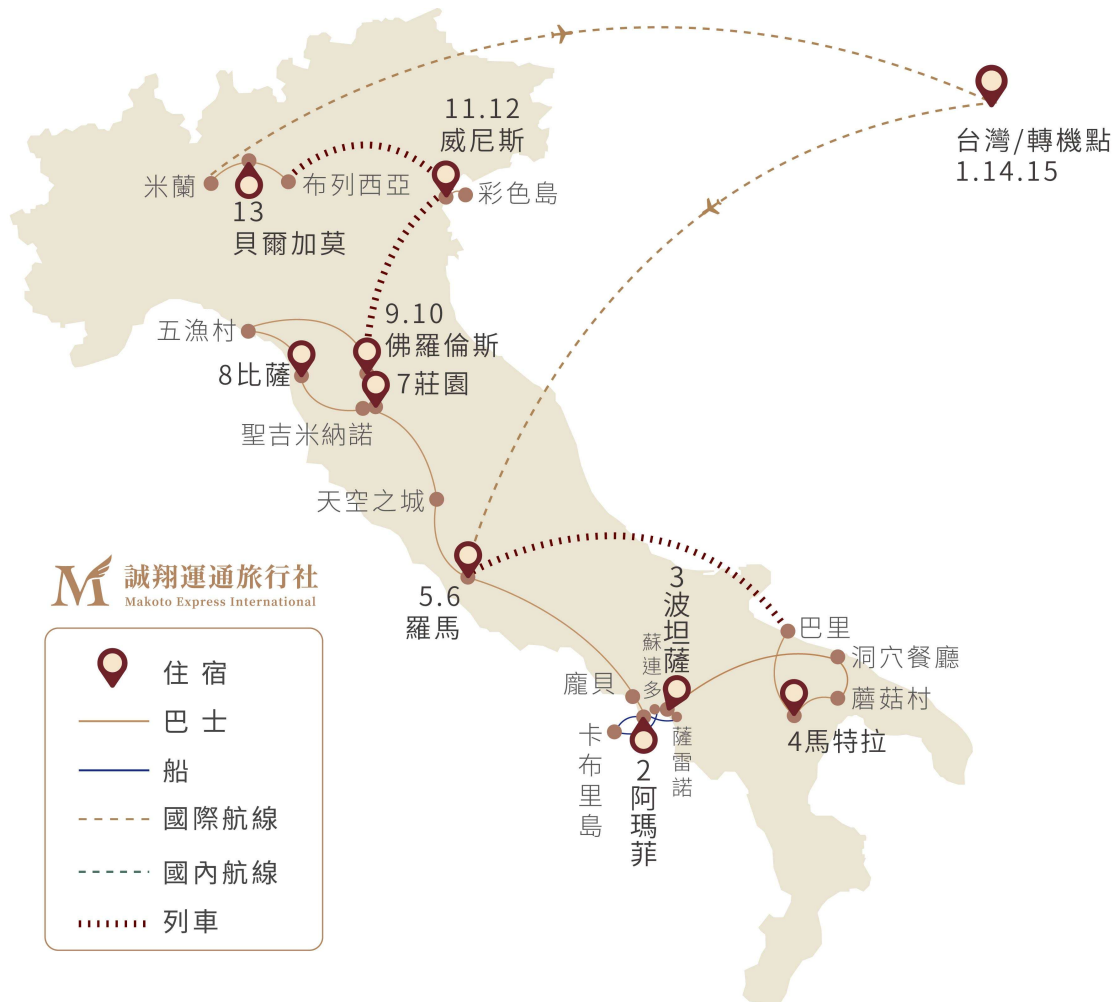 11.12
威尼斯
台灣/轉機點
1.14.15
米蘭
布列西亞
彩色島
13
貝爾加莫
9.10
佛羅倫斯
五漁村
8比薩
7莊園
聖吉米納諾
天空之城
5.6
羅馬
3波坦薩
蘇連多
巴里
洞穴餐廳
龐貝
蘑菇村
卡布里島
薩雷諾
4馬特拉
2阿瑪菲
誠翔運通旅行社
Makoto Express International
住宿
巴士
船
國際航線
國內航線
列車